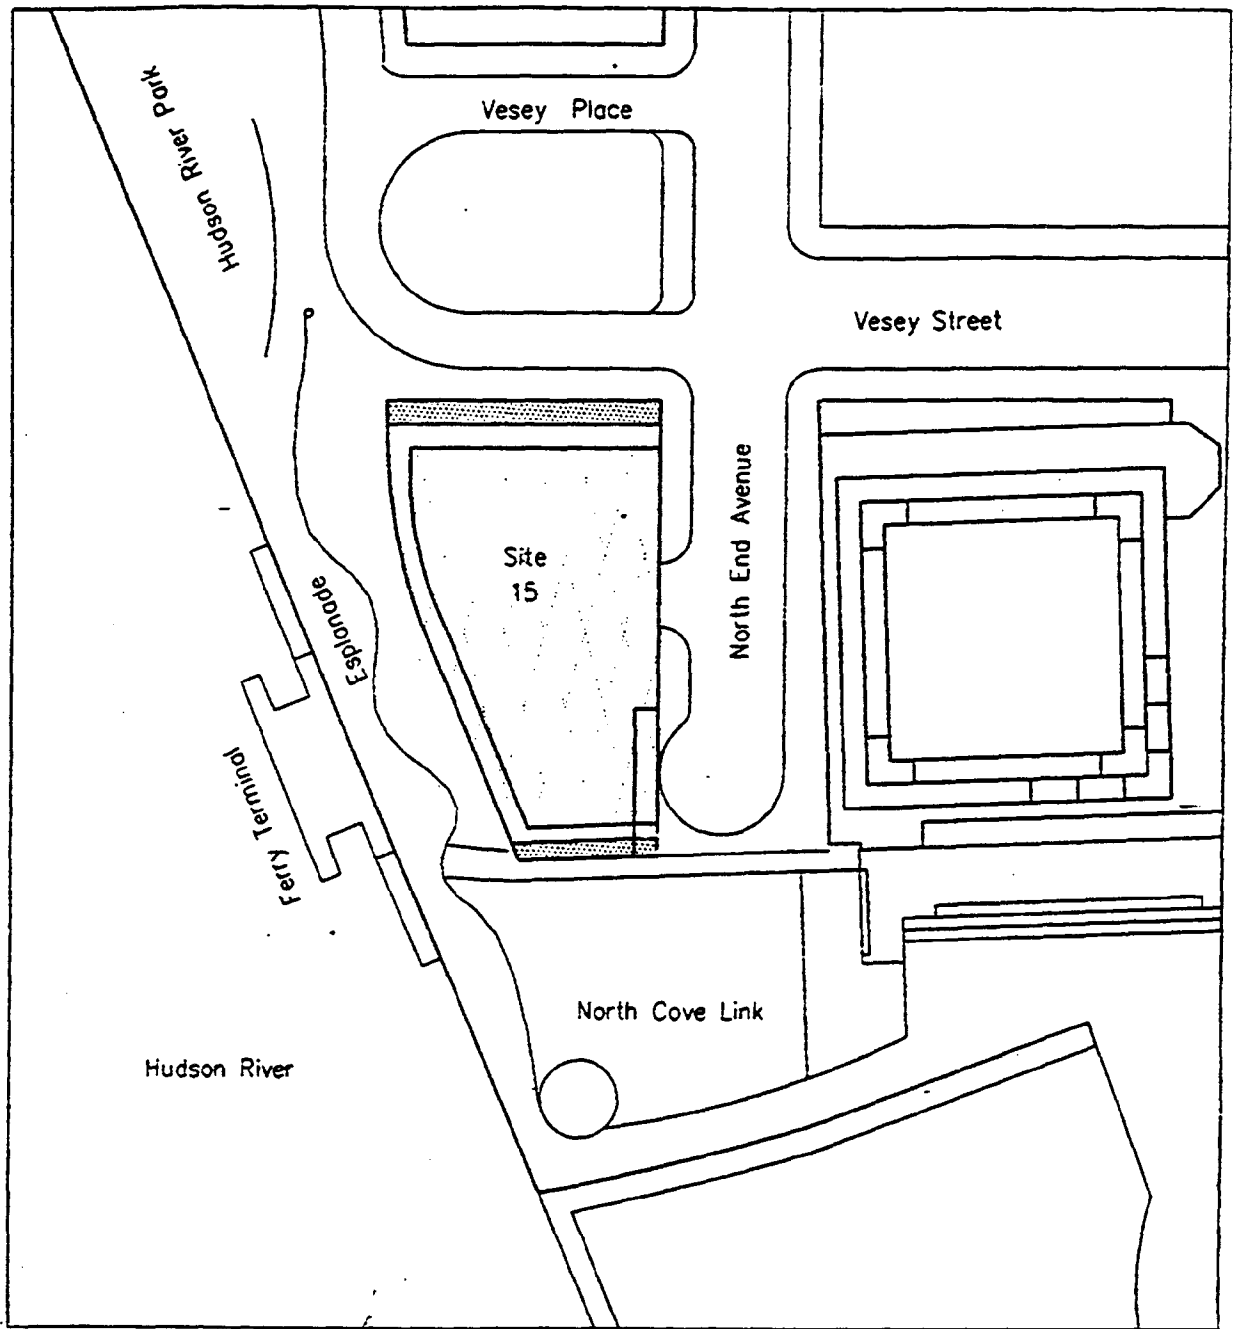 Vesey Place
Hudson River Park
Vesey Street
North End Avenue
Site
15
Esplanade
Ferry Terminal
North Cove Link
Hudson River